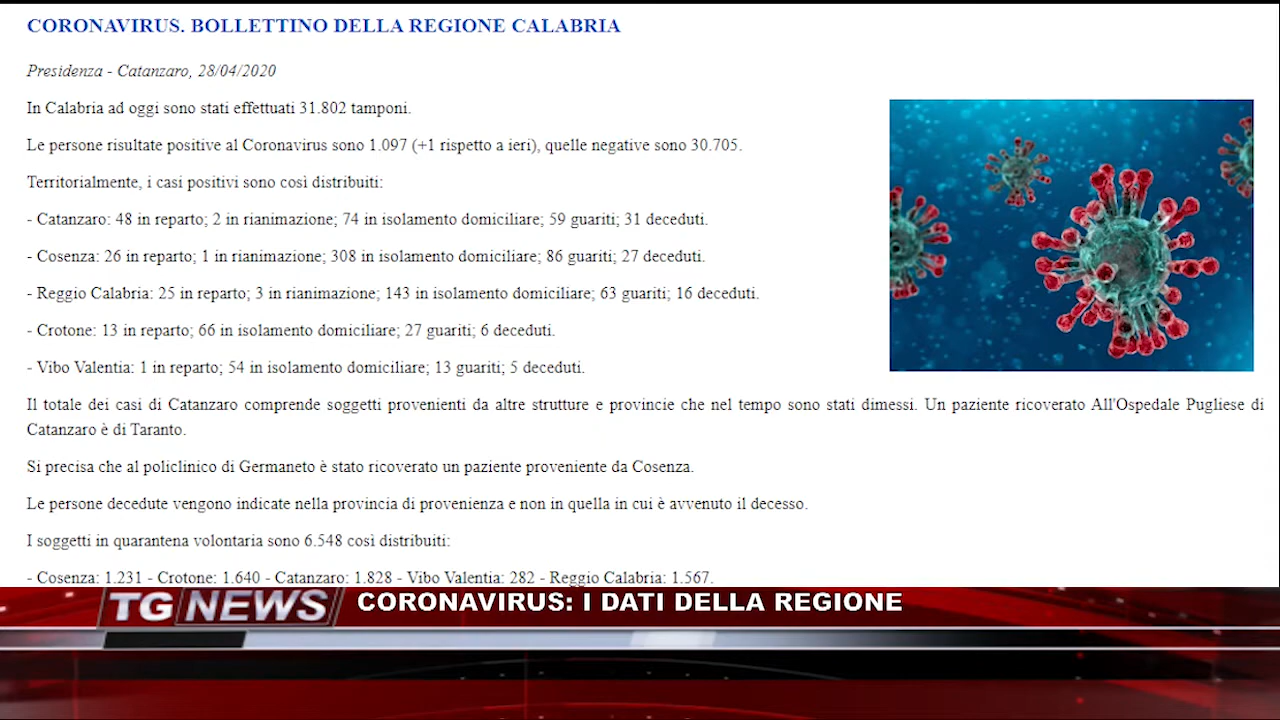 CORONAVIRUS. BOLLETTINO DELLA REGIONE CALABRIA
Presidenza - Catanzaro, 28/04/2020
In Calabria ad oggi sono stati effettuati 31.802 tamponi.
Le persone risultate positive al Coronavirus sono 1.097 (+1 rispetto a ieri), quelle negative sono 30.705.
Territorialmente, i casi positivi sono così distribuiti:
- Catanzaro: 48 in reparto; 2 in rianimazione; 74 in isolamento domiciliare; 59 guariti; 31 deceduti.
- Cosenza: 26 in reparto; 1 in rianimazione; 308 in isolamento domiciliare; 86 guariti; 27 deceduti.
- Reggio Calabria: 25 in reparto; 3 in rianimazione; 143 in isolamento domiciliare; 63 guariti; 16 deceduti.
- Crotone: 13 in reparto; 66 in isolamento domiciliare; 27 guariti; 6 deceduti.
- Vibo Valentia: 1 in reparto; 54 in isolamento domiciliare; 13 guariti; 5 deceduti.
Il totale dei casi di Catanzaro comprende soggetti provenienti da altre strutture e provincie che nel tempo sono stati dimessi. Un paziente ricoverato All'Ospedale Pugliese di
Catanzaro è di Taranto.
Si precisa che al policlinico di Germaneto è stato ricoverato un paziente proveniente da Cosenza.
Le persone decedute vengono indicate nella provincia di provenienza e non in quella in cui è avvenuto il decesso.
I soggetti in quarantena volontaria sono 6.548 così distribuiti:
- Cosenza: 1.231 - Crotone: 1.640 - Catanzaro: 1.828 - Vibo Valentia: 282 - Reggio Calabria: 1.567.
TG NEWS CORONAVIRUS: I DATI DELLA REGIONE